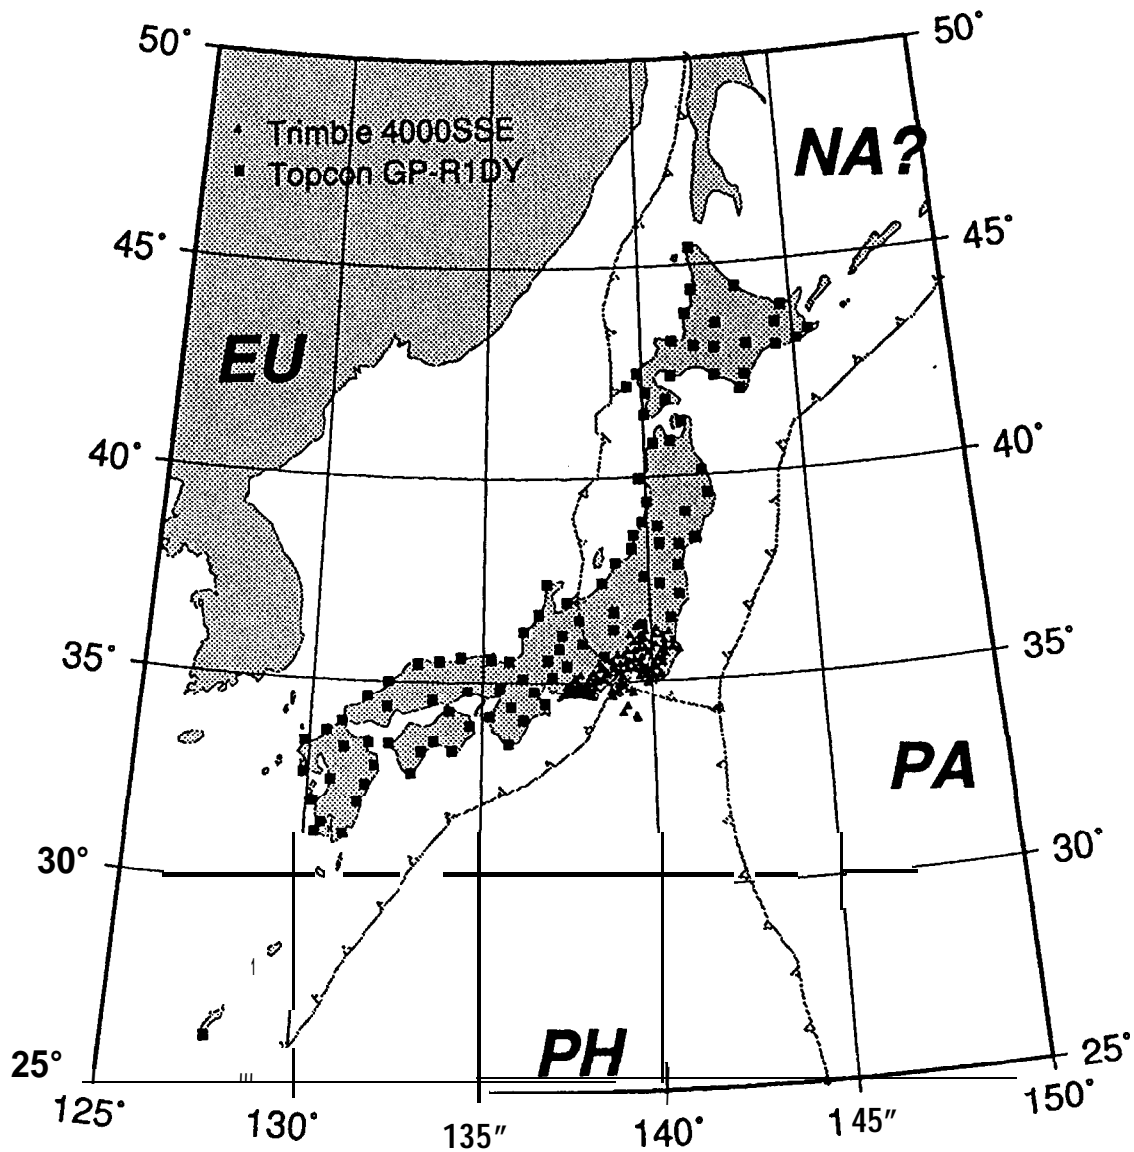 50° 50°
Trimble 4000SSE
NA?
Topcon GP-R1DY
45° 45°
EU
40° 40°
35° 35°
PA
30° 30°
PH
25° 25°
125° 130° 135" 140° 1 45" 150°